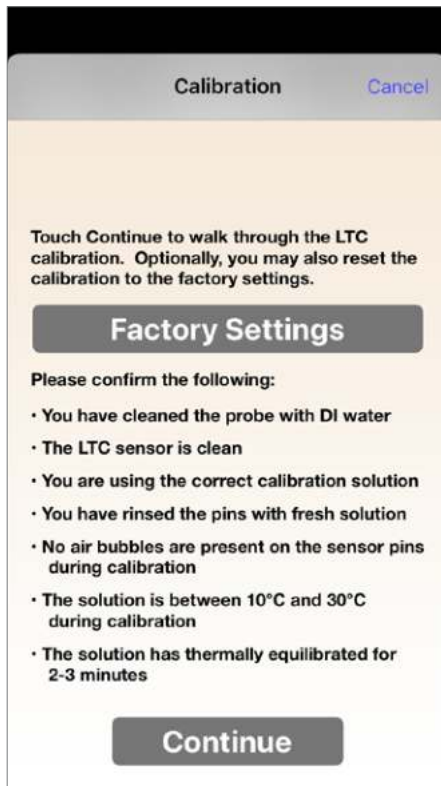 Calibration
Cancel
Touch Continue to walk through the LTC
calibration.  Optionally, you may also reset the
calibration to the factory settings.
Factory Settings
Please confirm the following:
· You have cleaned the probe with DI water
· The LTC sensor is clean
· You are using the correct calibration solution
· You have rinsed the pins with fresh solution
· No air bubbles are present on the sensor pins
during calibration
· The solution is between 10°C and 30°C
during calibration
· The solution has thermally equilibrated for
2-3 minutes
Continue